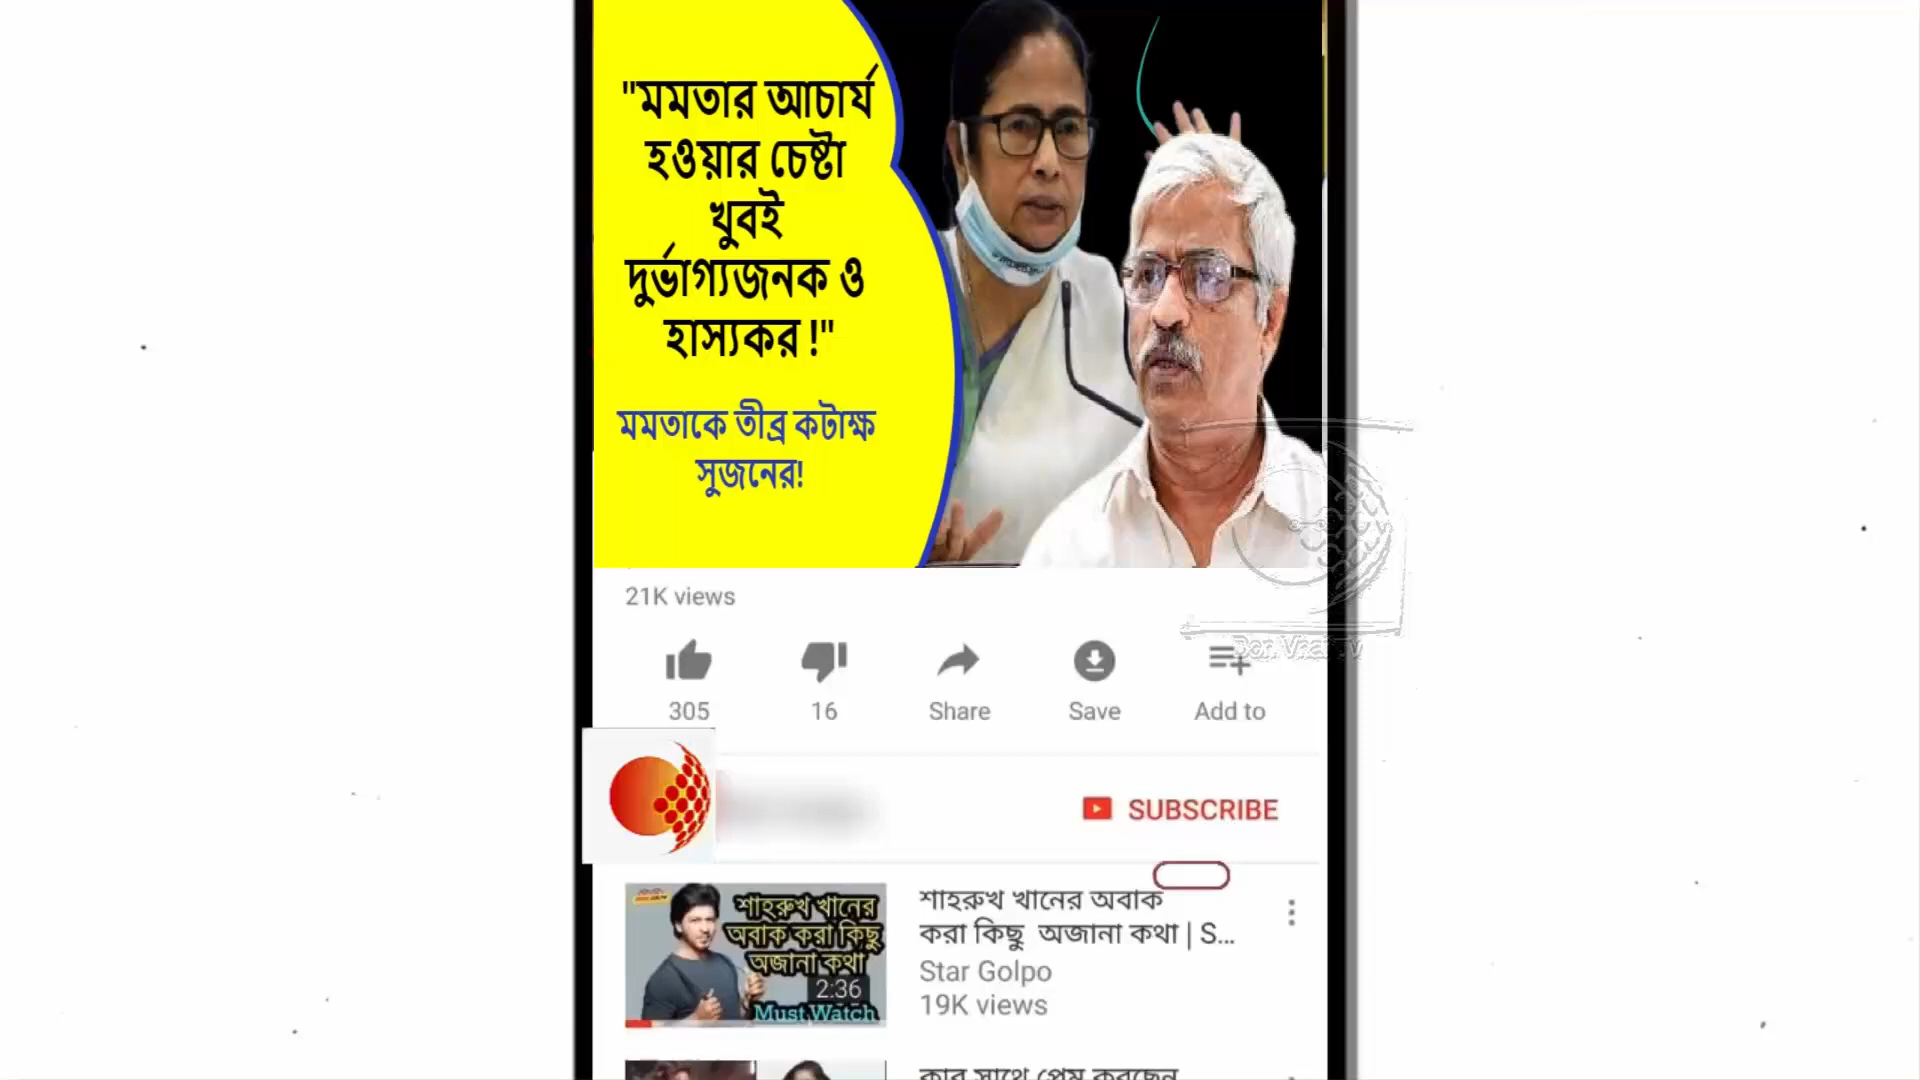 "মমতার আচার্য
হওয়ার চেষ্টা
খুবই
দুর্ভাগ্যজনক ও
হাস্যকর !"
মমতাকে তীব্র কটাক্ষ
সুজনের!
21K views
305
16
Share
Save
Add to
SUBSCRIBE
শাহরুখ খানের
অবাক করা কিছু
অজানা কথা
2:36
Must Watch
শাহরুখ খানের অবাক
করা কিছু অজানা কথা | S...
Star Golpo
19K views
কার সাথে প্রেম করছেন